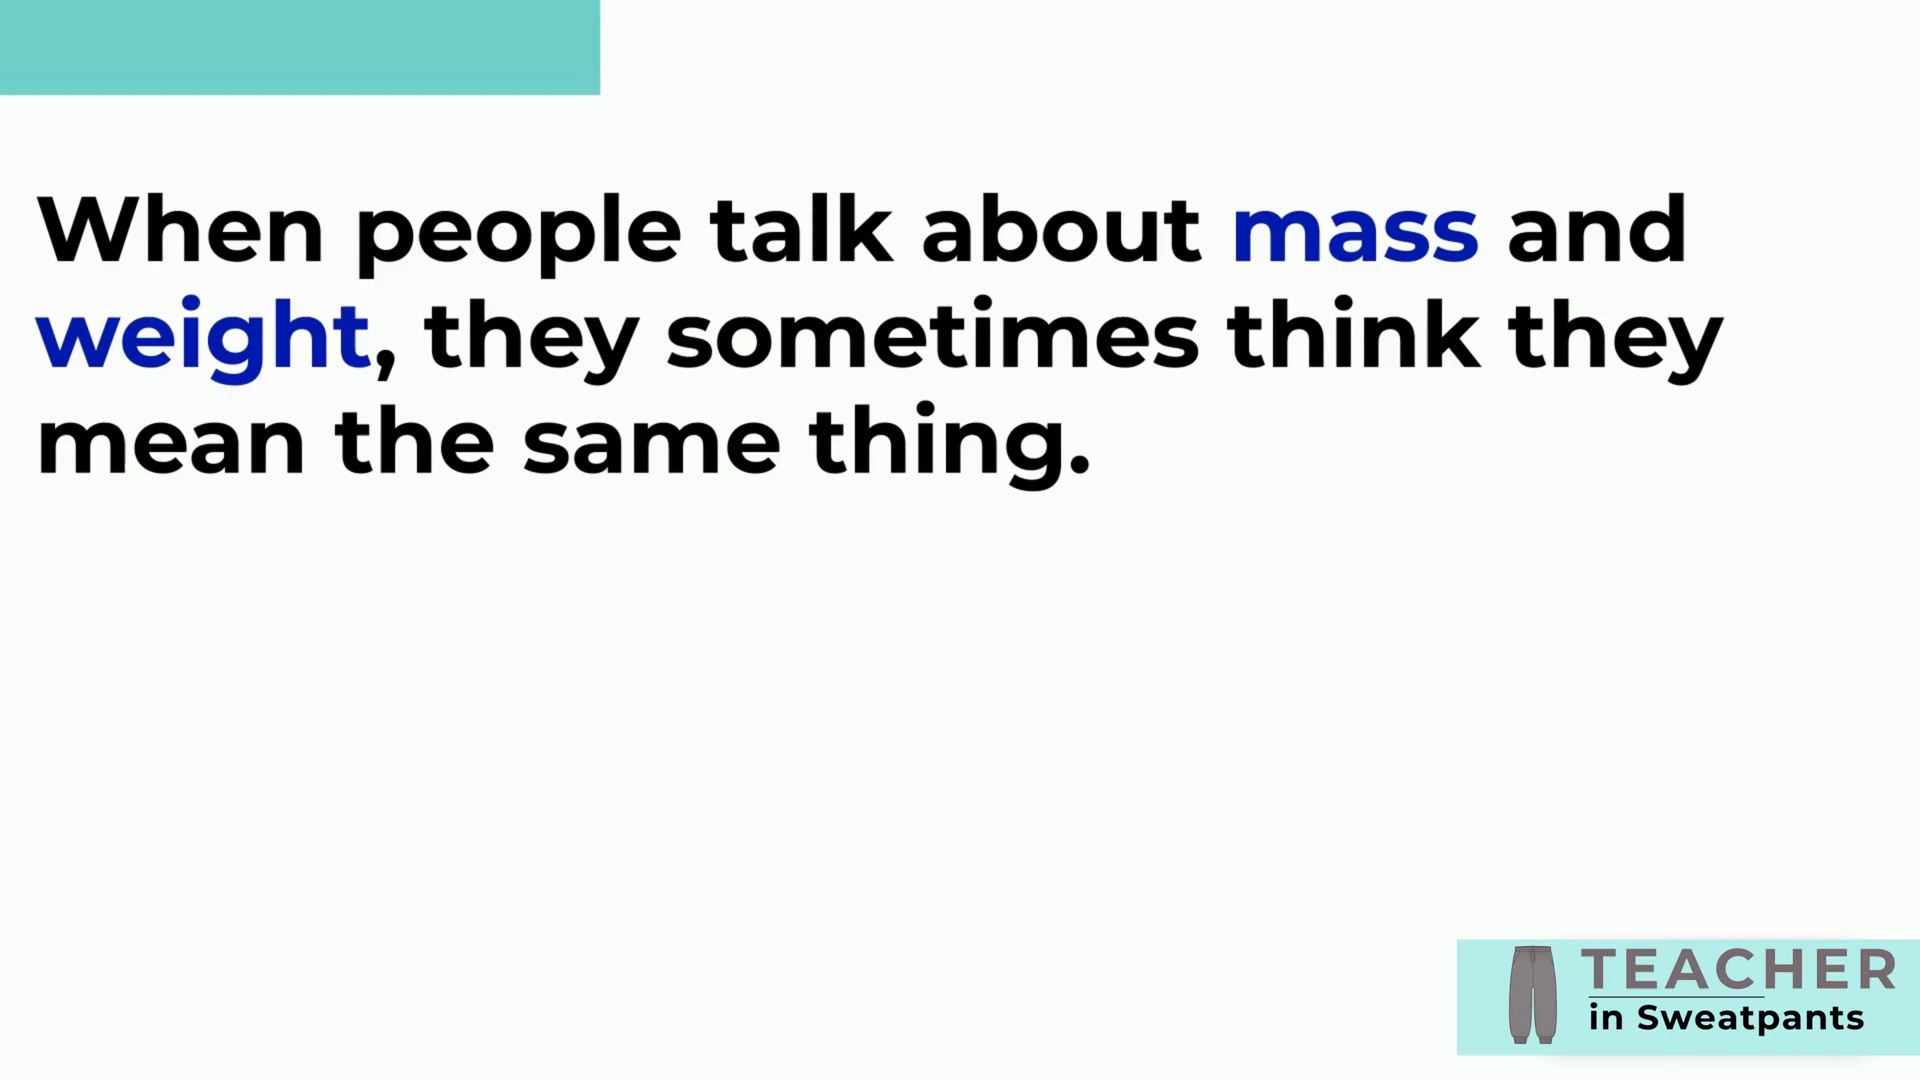 When people talk about mass and
weight, they sometimes think they
mean the same thing.
TEACHER
in Sweatpants